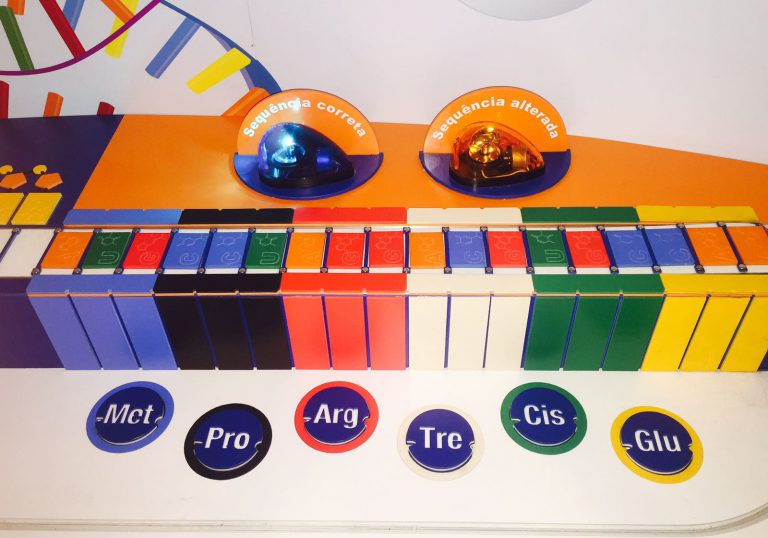 Sequência correta
Sequência alterada
A U G C C U A G G A C G U G C C A A
Met
Pro
Arg
Tre
Cis
Glu